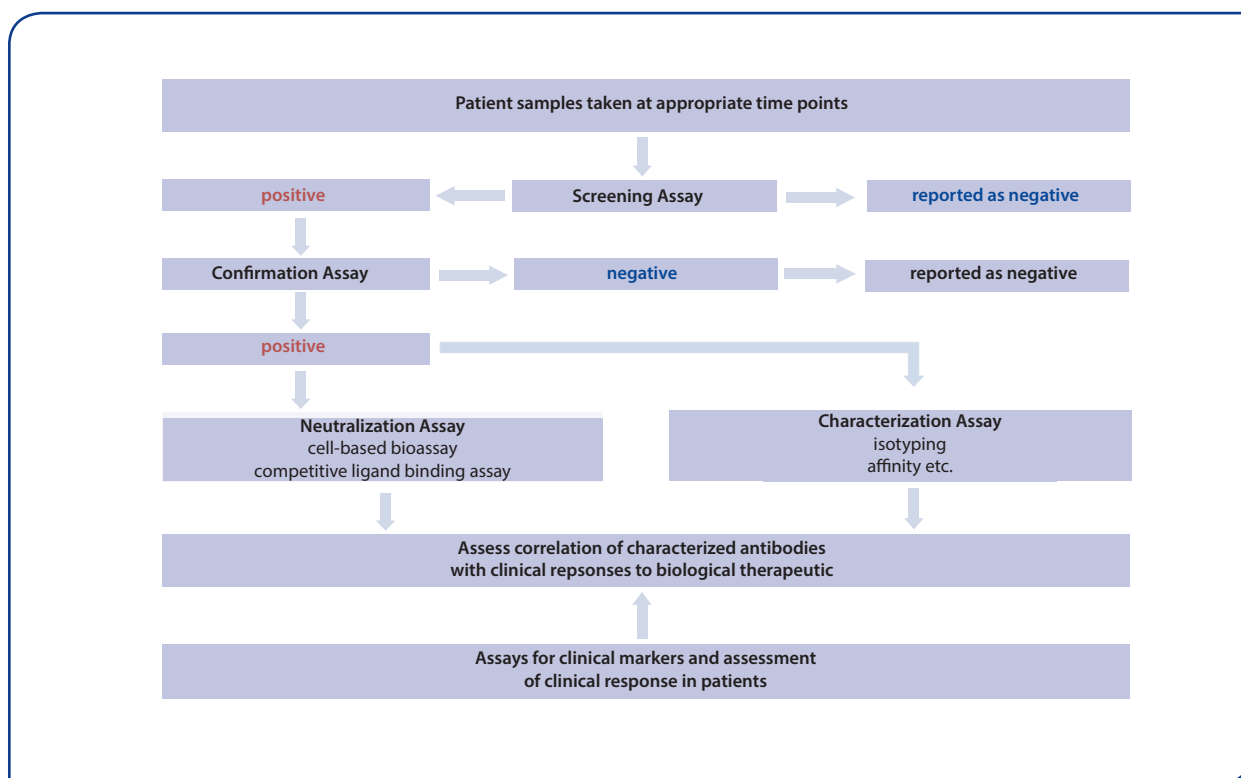 Patient samples taken at appropriate time points
positive
Screening Assay
reported as negative
Confirmation Assay
negative
reported as negative
positive
Neutralization Assay
cell-based bioassay
competitive ligand binding assay
Characterization Assay
isotyping
affinity etc.
Assess correlation of characterized antibodies
with clinical repsonses to biological therapeutic
Assays for clinical markers and assessment
of clinical response in patients